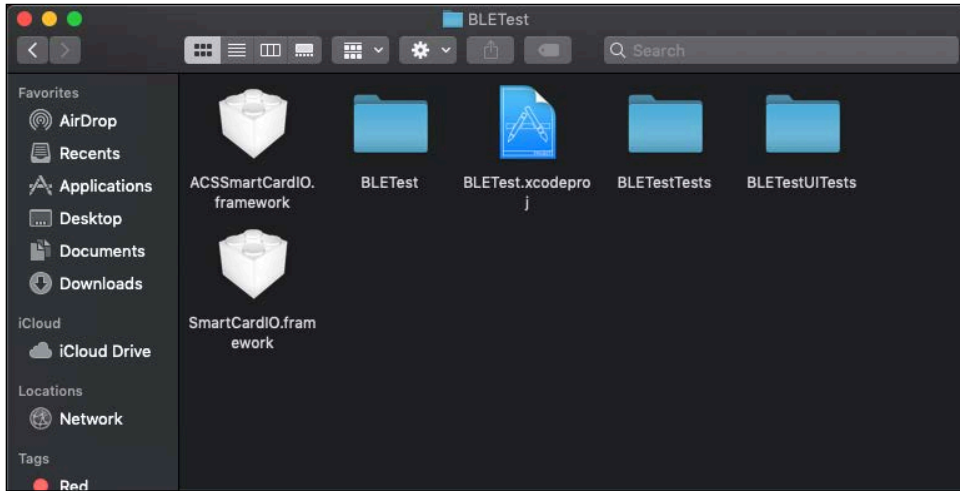 BLETest
Search
Favorites
AirDrop
Recents
Applications
Desktop
Documents
Downloads
iCloud
iCloud Drive
Locations
Network
Tags
Red
ACSSmartCardIO.
framework
BLETest
BLETest.xcodepro
j
BLETestTests
BLETestUITests
SmartCardIO.fram
ework